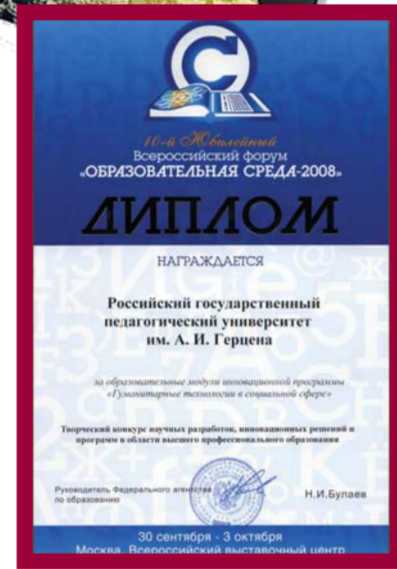 10-й Юбилейный
Всероссийский форум
«ОБРАЗОВАТЕЛЬНАЯ СРЕДА-2008»
ДИПЛОМ
НАГРАЖДАЕТСЯ
Российский государственный
педагогический университет
им. А. И. Герцена
за образовательные модули инновационной программы
«Гуманитарные технологии в социальной сфере»
Творческий конкурс научных разработок, инновационных решений и
программ в области высшего профессионального образования
Руководитель Федерального агентства
по образованию
Н.И.Булаев
30 сентября - 3 октября
Москва, Всероссийский выставочный центр